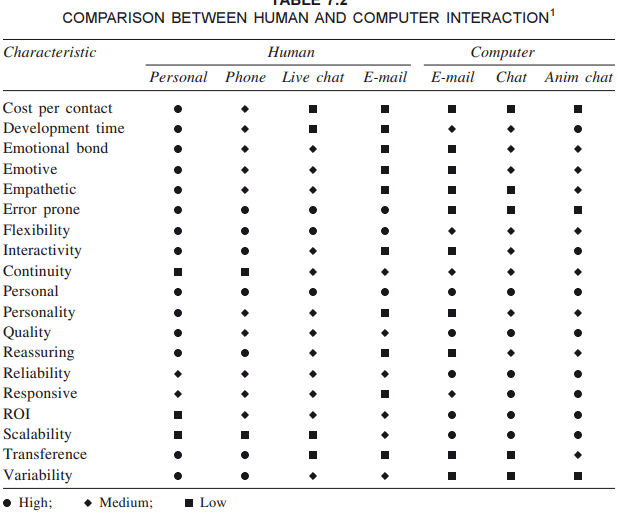 TABLE 7.2
COMPARISON BETWEEN HUMAN AND COMPUTER INTERACTION1
Characteristic Human Computer
Personal Phone Live chat E-mail E-mail Chat Anim chat
Cost per contact ● ◆ ■ ■ ■ ■ ■
Development time ● ◆ ■ ■ ◆ ◆ ●
Emotional bond ● ◆ ◆ ■ ■ ◆ ◆
Emotive ● ◆ ◆ ■ ■ ◆ ◆
Empathetic ● ◆ ◆ ■ ■ ■ ◆
Error prone ● ● ● ● ■ ■ ■
Flexibility ● ● ● ● ◆ ◆ ◆
Interactivity ● ● ◆ ■ ■ ◆ ●
Continuity ■ ■ ◆ ◆ ◆ ◆ ◆
Personal ● ● ● ● ● ● ●
Personality ● ◆ ◆ ■ ■ ◆ ◆
Quality ● ◆ ◆ ◆ ● ● ●
Reassuring ● ● ◆ ■ ■ ◆ ◆
Reliability ◆ ◆ ◆ ◆ ● ● ●
Responsive ◆ ◆ ◆ ■ ◆ ● ●
ROI ■ ◆ ◆ ◆ ● ● ●
Scalability ■ ■ ■ ◆ ● ● ●
Transference ● ● ■ ■ ■ ■ ◆
Variability ● ● ◆ ◆ ■ ■ ■
● High; ◆ Medium; ■ Low